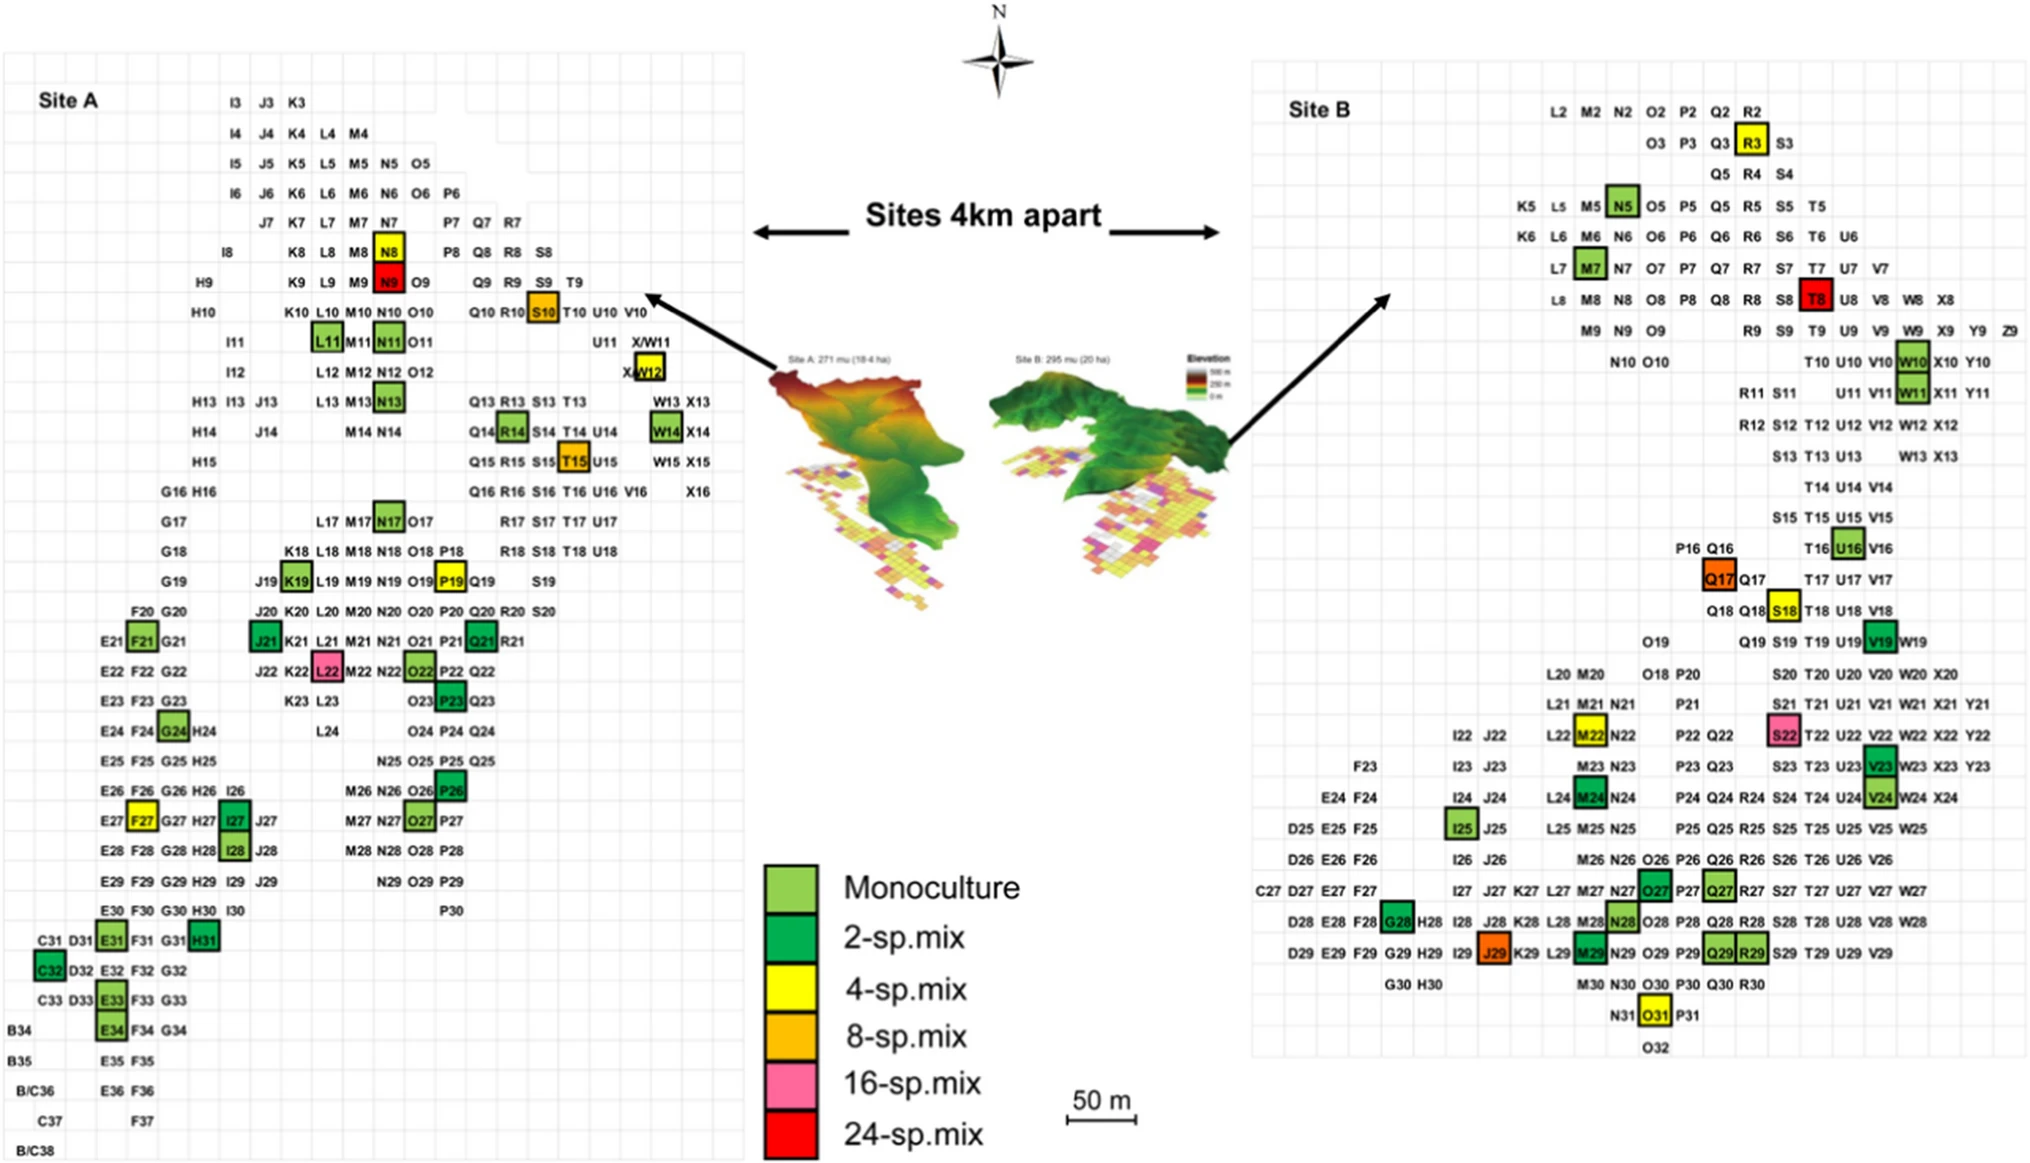 N
Site A
I3 J3 K3
I4 J4 K4 L4 M4
I5 J5 K5 L5 M5 N5 O5
I6 J6 K6 L6 M6 N6 O6 P6
J7 K7 L7 M7 N7 P7 Q7 R7
I8 K8 L8 M8 N8 P8 Q8 R8 S8
H9 K9 L9 M9 N9 O9 Q9 R9 S9 T9
H10 K10 L10 M10 N10 O10 Q10 R10 S10 T10 U10 V10
I11 L11 M11 N11 O11 U11 X/W11
I12 L12 M12 N12 O12 X/W12
H13 I13 J13 L13 M13 N13 Q13 R13 S13 T13 W13 X13
H14 J14 M14 N14 Q14 R14 S14 T14 U14 W14 X14
H15 Q15 R15 S15 T15 U15 W15 X15
G16 H16 Q16 R16 S16 T16 U16 V16 X16
G17 L17 M17 N17 O17 R17 S17 T17 U17
G18 K18 L18 M18 N18 O18 P18 R18 S18 T18 U18
G19 J19 K19 L19 M19 N19 O19 P19 Q19 S19
F20 G20 J20 K20 L20 M20 N20 O20 P20 Q20 R20 S20
E21 F21 G21 J21 K21 L21 M21 N21 O21 P21 Q21 R21
E22 F22 G22 J22 K22 L22 M22 N22 O22 P22 Q22
E23 F23 G23 K23 L23 O23 P23 Q23
E24 F24 G24 H24 L24 O24 P24 Q24
E25 F25 G25 H25 N25 O25 P25 Q25
E26 F26 G26 H26 I26 M26 N26 O26 P26
E27 F27 G27 H27 I27 J27 M27 N27 O27 P27
E28 F28 G28 H28 I28 J28 M28 N28 O28 P28
E29 F29 G29 H29 I29 J29 N29 O29 P29
E30 F30 G30 H30 I30 P30
C31 D31 E31 F31 G31 H31
C32 D32 E32 F32 G32
C33 D33 E33 F33 G33
B34 E34 F34 G34
B35 E35 F35
B/C36 E36 F36
C37 F37
B/C38
Sites 4km apart
Site A: 271 mu (18·4 ha)
Site B: 295 mu (20 ha)
Elevation
500 m
250 m
0 m
Monoculture
2-sp.mix
4-sp.mix
8-sp.mix
16-sp.mix
24-sp.mix
50 m
Site B
L2 M2 N2 O2 P2 Q2 R2
O3 P3 Q3 R3 S3
Q5 R4 S4
K5 L5 M5 N5 O5 P5 Q5 R5 S5 T5
K6 L6 M6 N6 O6 P6 Q6 R6 S6 T6 U6
L7 M7 N7 O7 P7 Q7 R7 S7 T7 U7 V7
L8 M8 N8 O8 P8 Q8 R8 S8 T8 U8 V8 W8 X8
M9 N9 O9 R9 S9 T9 U9 V9 W9 X9 Y9 Z9
N10 O10 T10 U10 V10 W10 X10 Y10
R11 S11 U11 V11 W11 X11 Y11
R12 S12 T12 U12 V12 W12 X12
S13 T13 U13 W13 X13
T14 U14 V14
S15 T15 U15 V15
P16 Q16 T16 U16 V16
Q17 Q17 T17 U17 V17
Q18 Q18 S18 T18 U18 V18
O19 Q19 S19 T19 U19 V19 W19
L20 M20 O18 P20 S20 T20 U20 V20 W20 X20
L21 M21 N21 P21 S21 T21 U21 V21 W21 X21 Y21
I22 J22 L22 M22 N22 P22 Q22 S22 T22 U22 V22 W22 X22 Y22
F23 I23 J23 M23 N23 P23 Q23 S23 T23 U23 V23 W23 X23 Y23
E24 F24 I24 J24 L24 M24 N24 P24 Q24 R24 S24 T24 U24 V24 W24 X24
D25 E25 F25 I25 J25 L25 M25 N25 P25 Q25 R25 S25 T25 U25 V25 W25
D26 E26 F26 I26 J26 M26 N26 O26 P26 Q26 R26 S26 T26 U26 V26
C27 D27 E27 F27 I27 J27 K27 L27 M27 N27 O27 P27 Q27 R27 S27 T27 U27 V27 W27
D28 E28 F28 G28 H28 I28 J28 K28 L28 M28 N28 O28 P28 Q28 R28 S28 T28 U28 V28 W28
D29 E29 F29 G29 H29 I29 J29 K29 L29 M29 N29 O29 P29 Q29 R29 S29 T29 U29 V29
G30 H30 M30 N30 O30 P30 Q30 R30
N31 O31 P31
O32